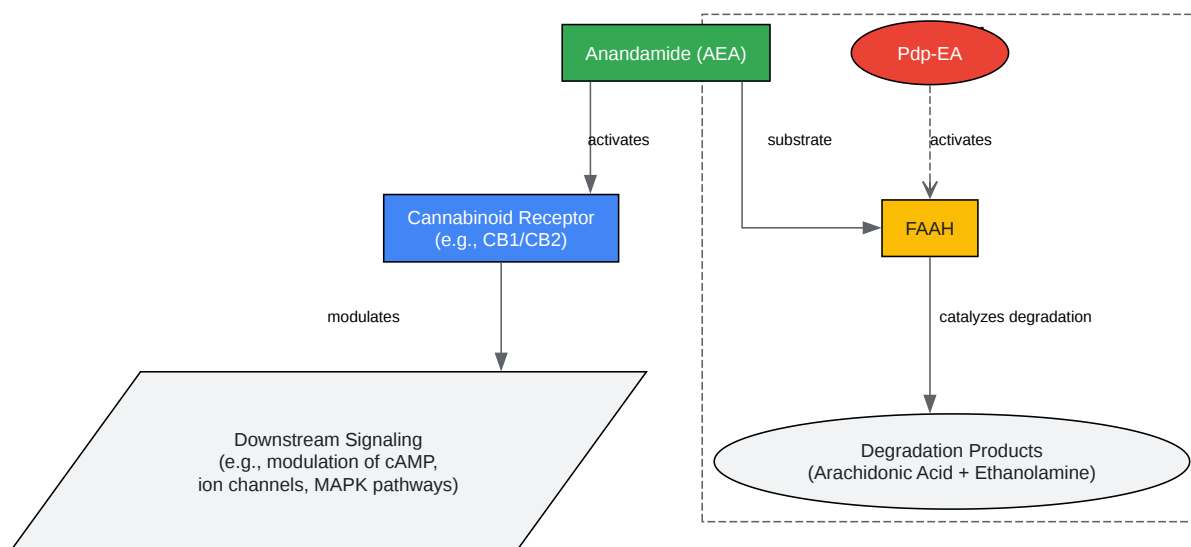 Anandamide (AEA)
Pdp-EA
activates
substrate
activates
Cannabinoid Receptor
(e.g., CB1/CB2)
FAAH
modulates
catalyzes degradation
Downstream Signaling
(e.g., modulation of cAMP,
ion channels, MAPK pathways)
Degradation Products
(Arachidonic Acid + Ethanolamine)